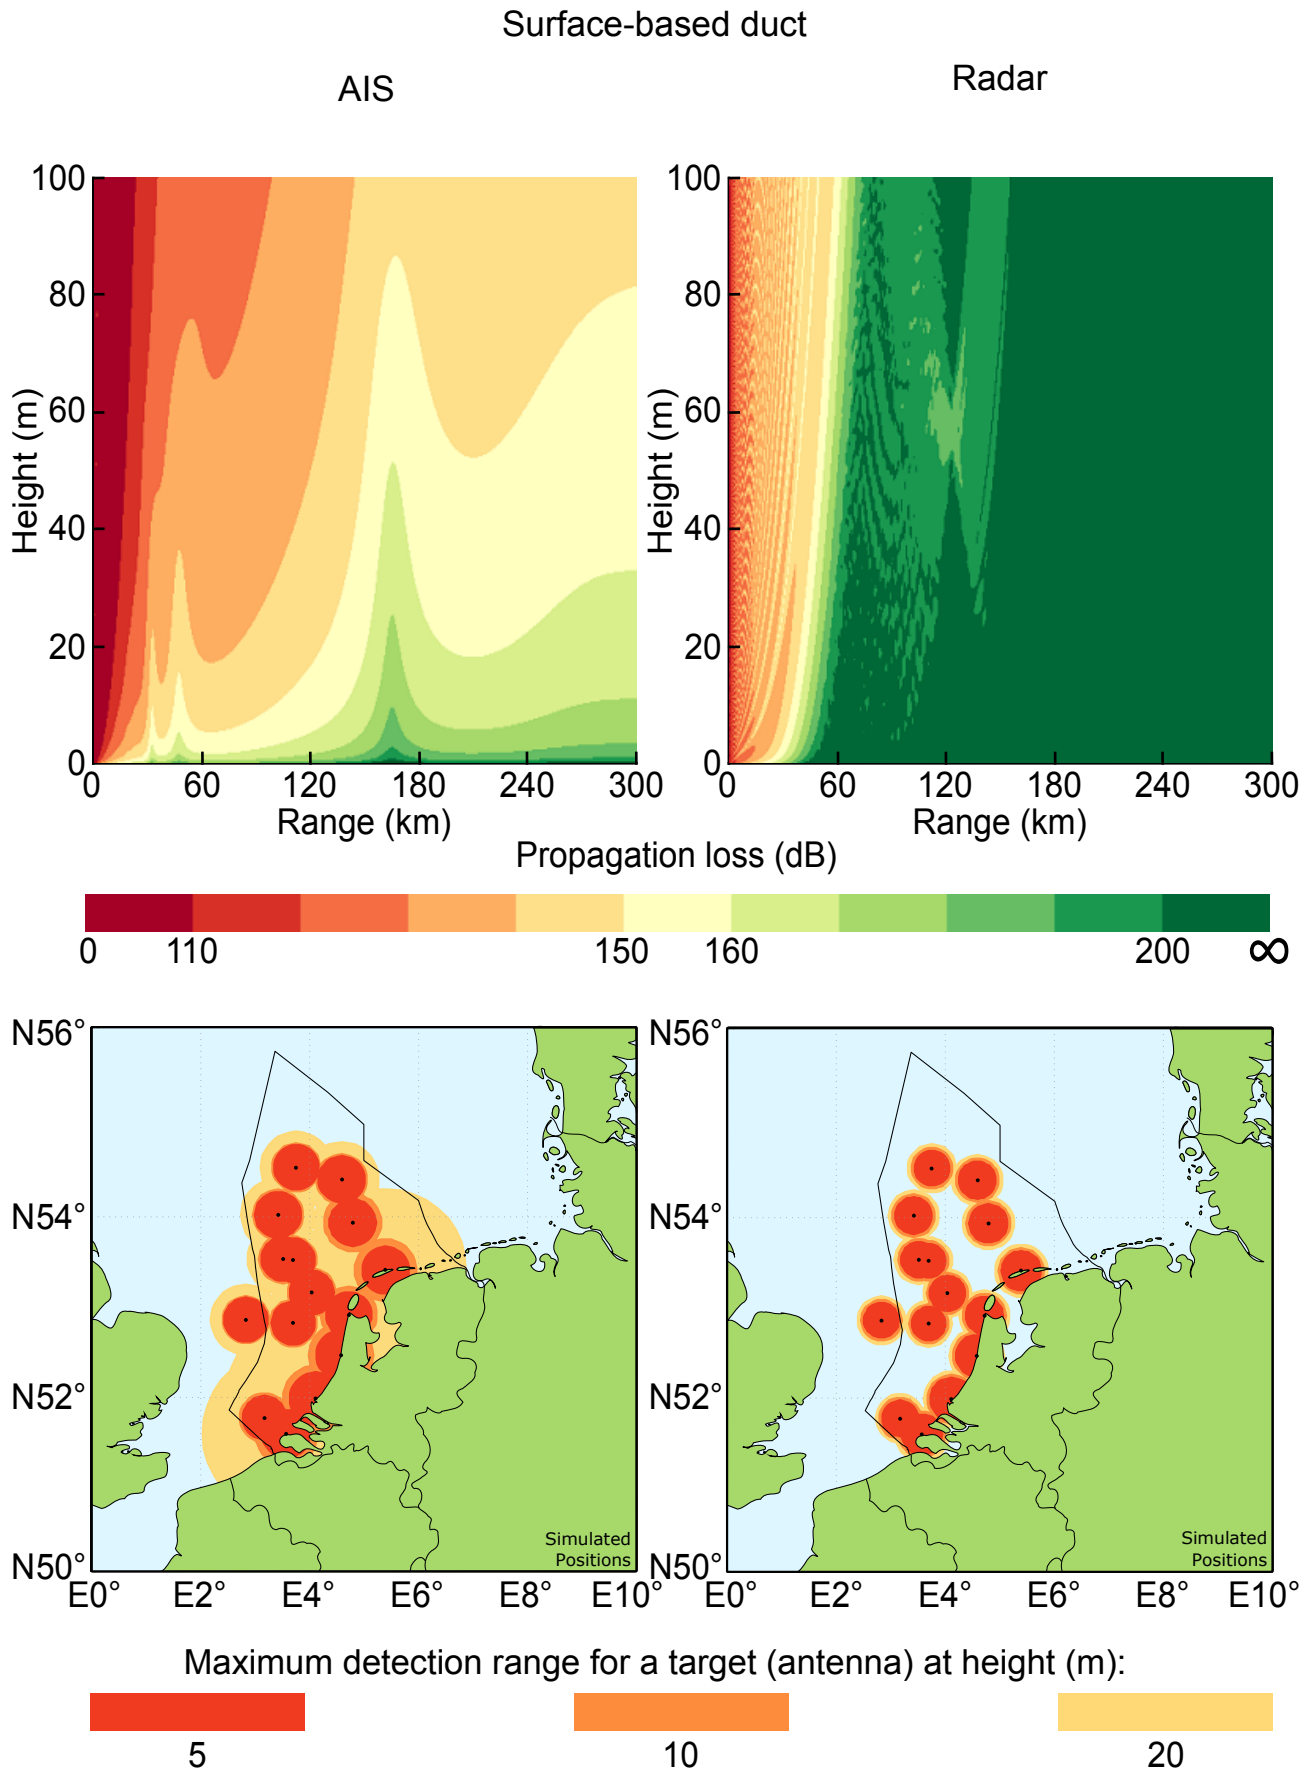 Surface-based duct
AIS
Radar
100
80
60
40
20
0
Height (m)
0 60 120 180 240 300
Range (km)
100
80
60
40
20
0
Height (m)
0 60 120 180 240 300
Range (km)
Propagation loss (dB)
0 110 150 160 200 ∞
N56°
N54°
N52°
N50°
E0° E2° E4° E6° E8° E10°
Simulated
Positions
N56°
N54°
N52°
N50°
E0° E2° E4° E6° E8° E10°
Simulated
Positions
Maximum detection range for a target (antenna) at height (m):
5 10 20